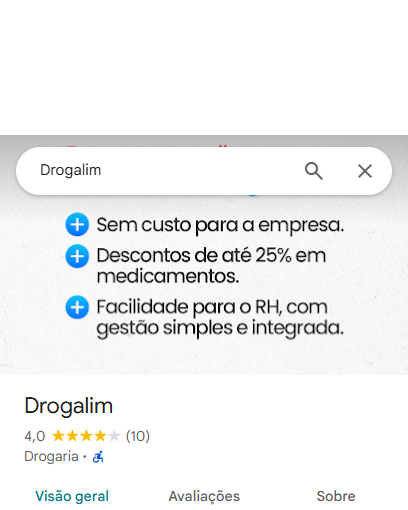 Drogalim
Sem custo para a empresa.
Descontos de até 25% em
medicamentos.
Facilidade para o RH, com
gestão simples e integrada.
Drogalim
4,0 (10)
Drogaria ·
Visão geral Avaliações Sobre